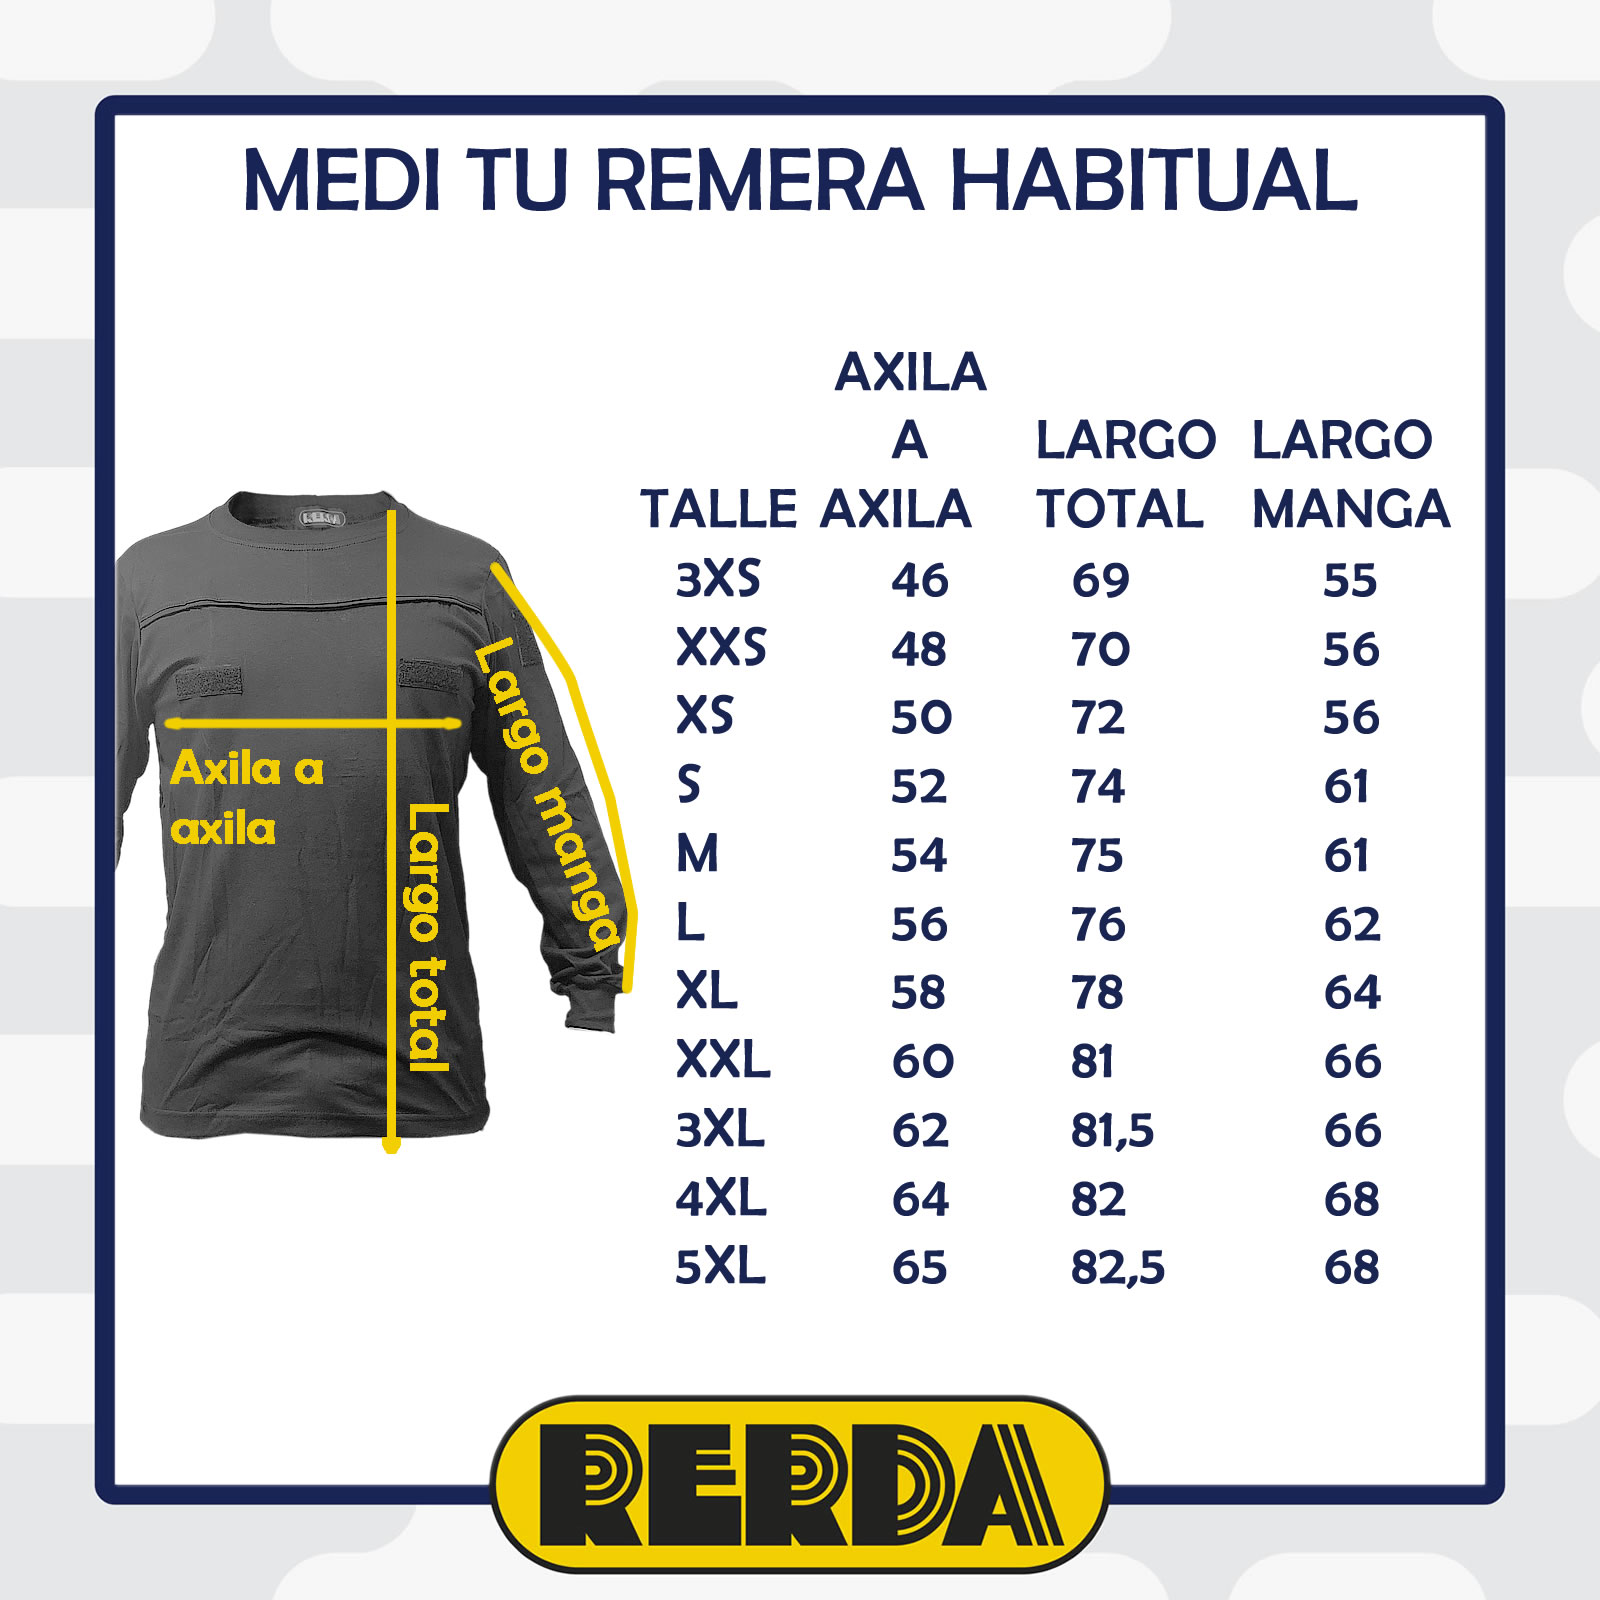 MEDI TU REMERA HABITUAL
AXILA
A LARGO LARGO
TALLE AXILA TOTAL MANGA
3XS 46 69 55
XXS 48 70 56
XS 50 72 56
S 52 74 61
M 54 75 61
L 56 76 62
XL 58 78 64
XXL 60 81 66
3XL 62 81,5 66
4XL 64 82 68
5XL 65 82,5 68
RERDA
Axila a
axila
Largo total
Largo manga
RERDA